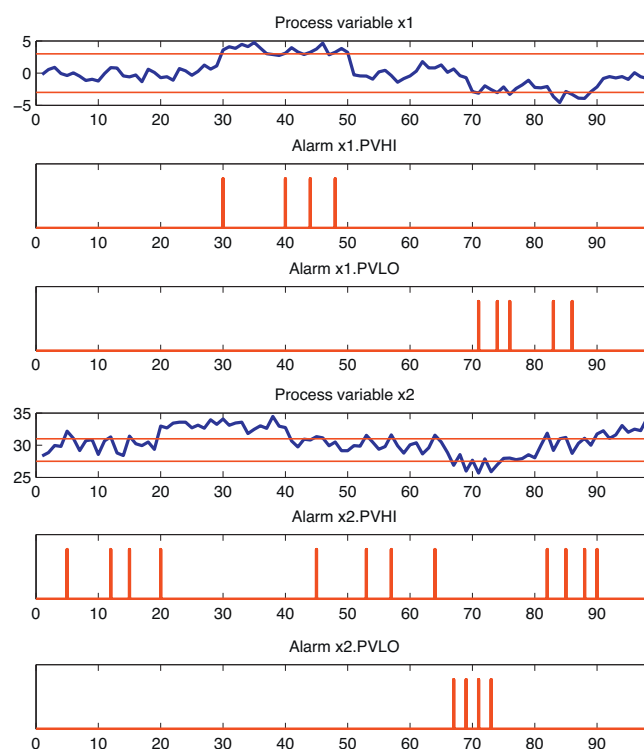 Process variable x1
5
0
−5
0 10 20 30 40 50 60 70 80 90
Alarm x1.PVHI
0 10 20 30 40 50 60 70 80 90
Alarm x1.PVLO
0 10 20 30 40 50 60 70 80 90
Process variable x2
35
30
25
0 10 20 30 40 50 60 70 80 90
Alarm x2.PVHI
0 10 20 30 40 50 60 70 80 90
Alarm x2.PVLO
0 10 20 30 40 50 60 70 80 90